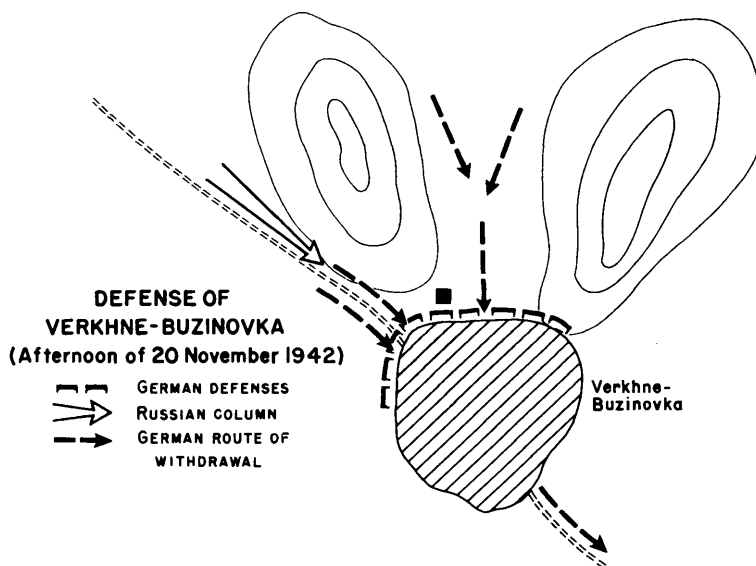 DEFENSE OF
VERKHNE-BUZINOVKA
(Afternoon of 20 November 1942)
GERMAN DEFENSES
RUSSIAN COLUMN
GERMAN ROUTE OF
WITHDRAWAL
Verkhne-
Buzinovka